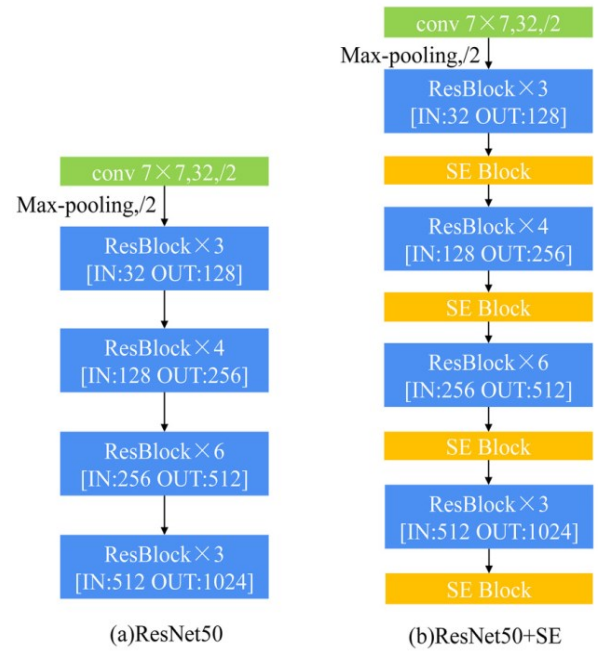 conv 7×7,32,/2
Max-pooling,/2
ResBlock×3
[IN:32 OUT:128]
ResBlock×4
[IN:128 OUT:256]
ResBlock×6
[IN:256 OUT:512]
ResBlock×3
[IN:512 OUT:1024]
(a)ResNet50
conv 7×7,32,/2
Max-pooling,/2
ResBlock×3
[IN:32 OUT:128]
SE Block
ResBlock×4
[IN:128 OUT:256]
SE Block
ResBlock×6
[IN:256 OUT:512]
SE Block
ResBlock×3
[IN:512 OUT:1024]
SE Block
(b)ResNet50+SE